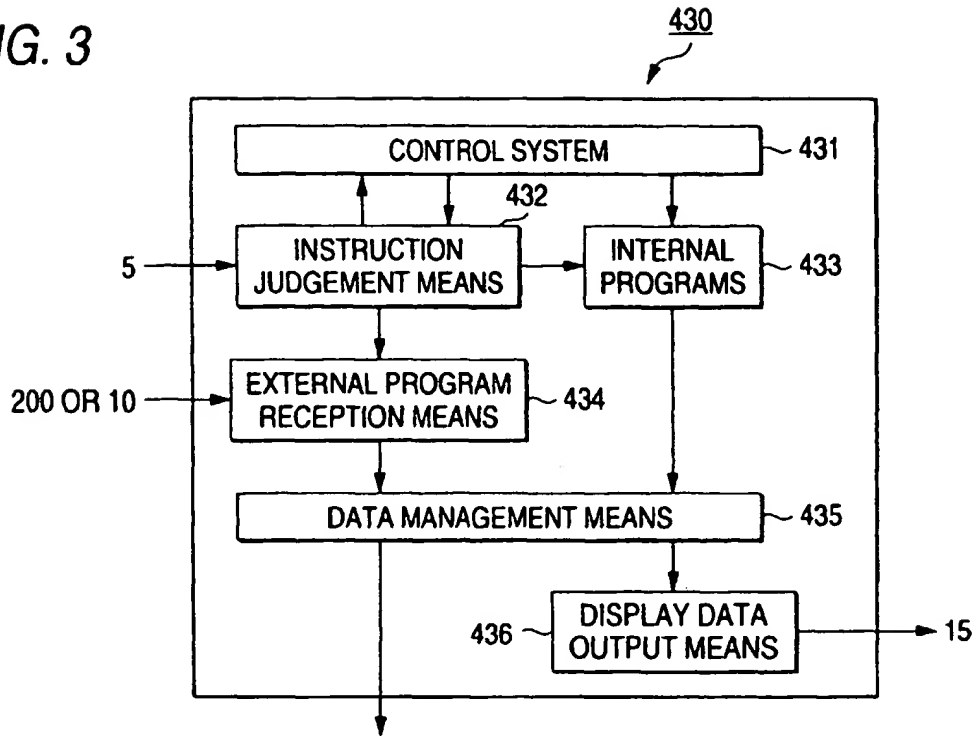 IG. 3
430
CONTROL SYSTEM
431
432
5
INSTRUCTION
JUDGEMENT MEANS
INTERNAL
PROGRAMS
433
200 OR 10
EXTERNAL PROGRAM
RECEPTION MEANS
434
DATA MANAGEMENT MEANS
435
436
DISPLAY DATA
OUTPUT MEANS
15